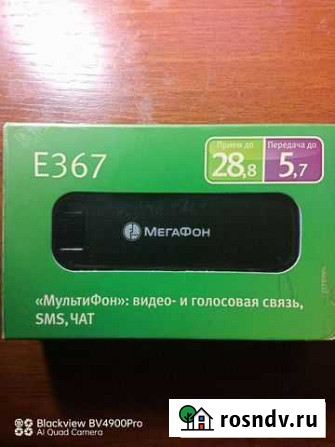 E367
Приём до
28,8
Передача до
5,7
МЕГАФОН
«МультиФон»: видео- и голосовая связь,
SMS, ЧАТ
Blackview BV4900Pro
AI Quad Camera
rosndv.ru